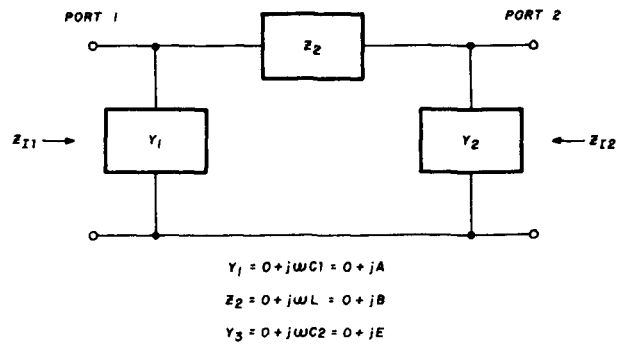 PORT 1
PORT 2
Z2
ZI1
Y1
Y2
ZI2
Y1 = 0 + jωC1 = 0 + jA
Z2 = 0 + jωL = 0 + jB
Y3 = 0 + jωC2 = 0 + jE